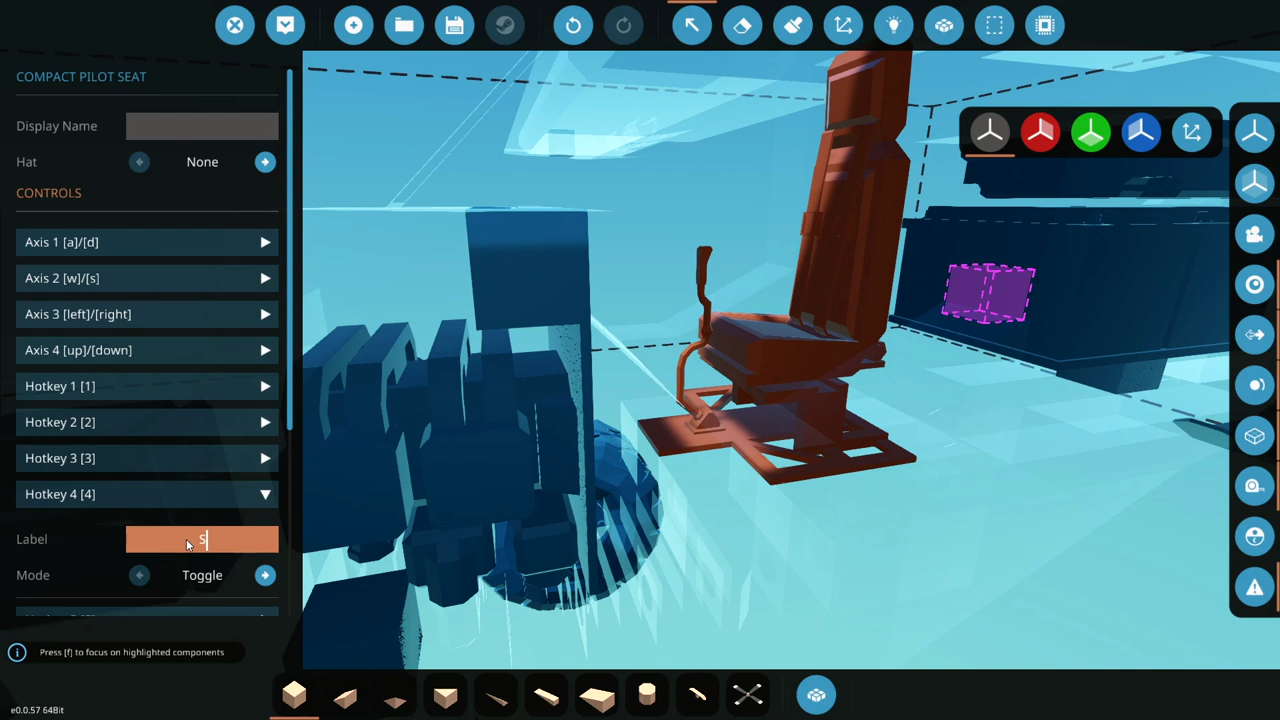 COMPACT PILOT SEAT
Display Name
Hat None
CONTROLS
Axis 1 [a]/[d]
Axis 2 [w]/[s]
Axis 3 [left]/[right]
Axis 4 [up]/[down]
Hotkey 1 [1]
Hotkey 2 [2]
Hotkey 3 [3]
Hotkey 4 [4]
Label S
Mode Toggle
Press [f] to focus on highlighted components
e0.0.57 64Bit